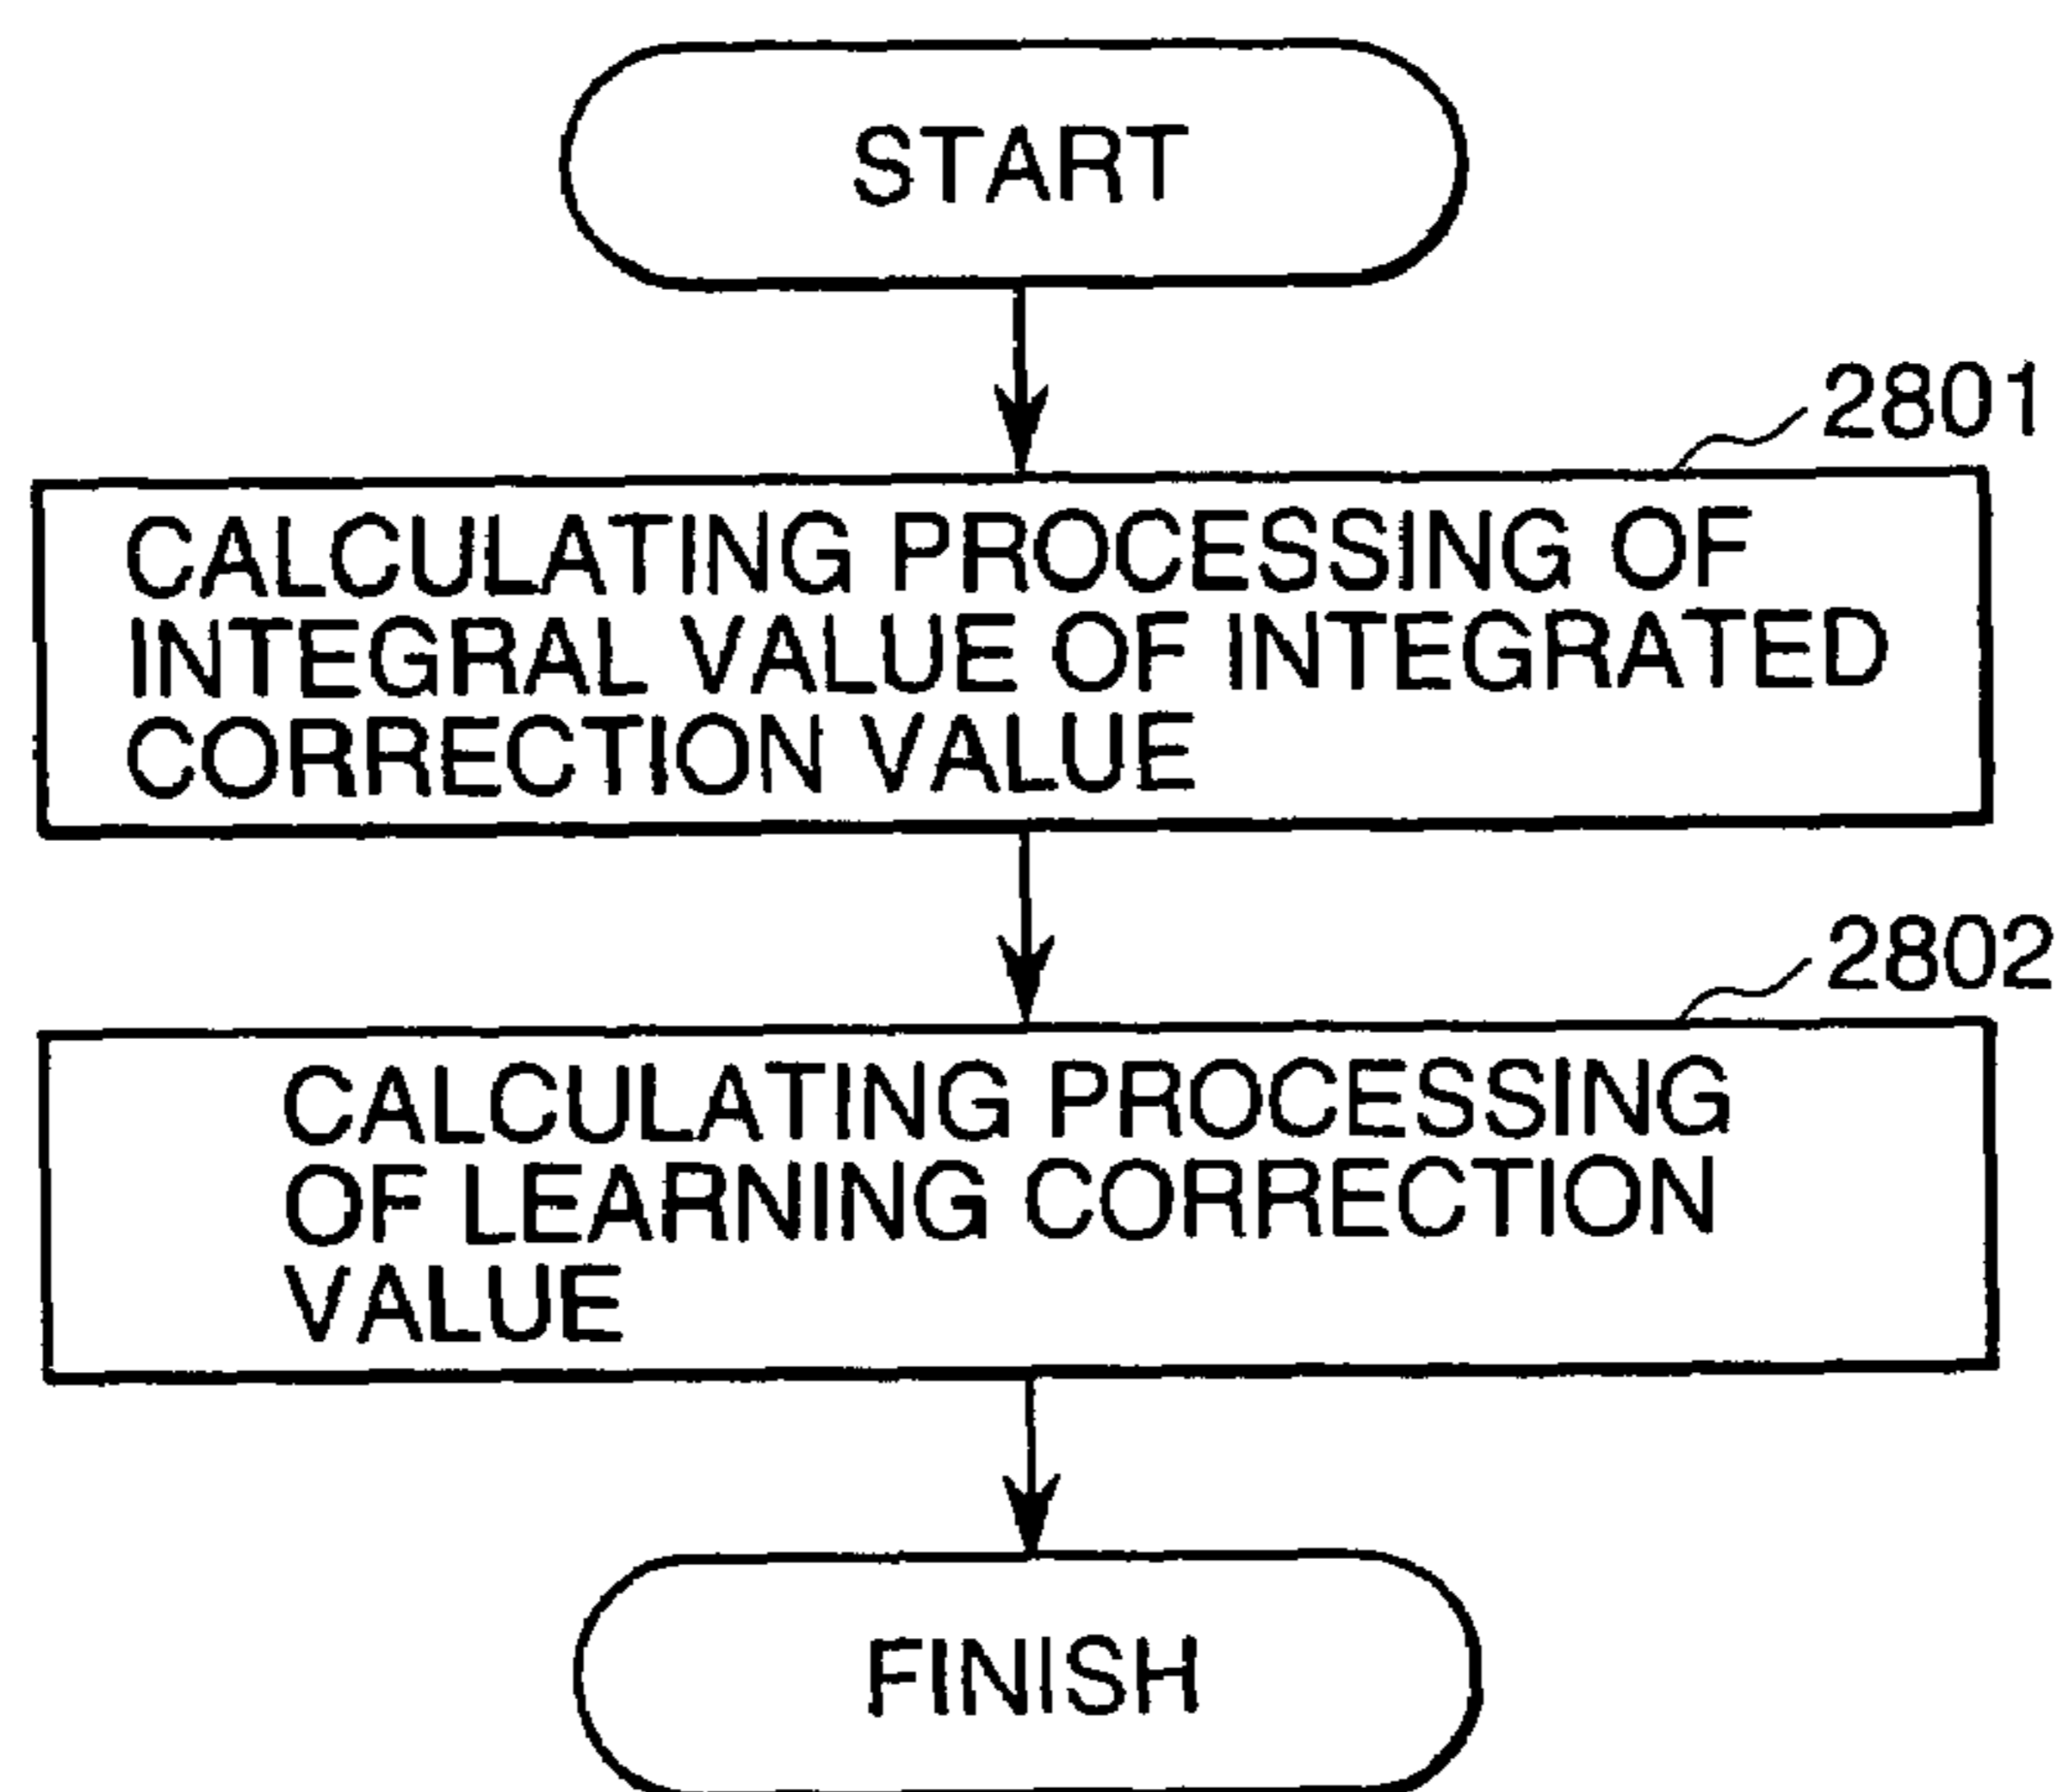 START
2801
CALCULATING PROCESSING OF
INTEGRAL VALUE OF INTEGRATED
CORRECTION VALUE
2802
CALCULATING PROCESSING
OF LEARNING CORRECTION
VALUE
FINISH